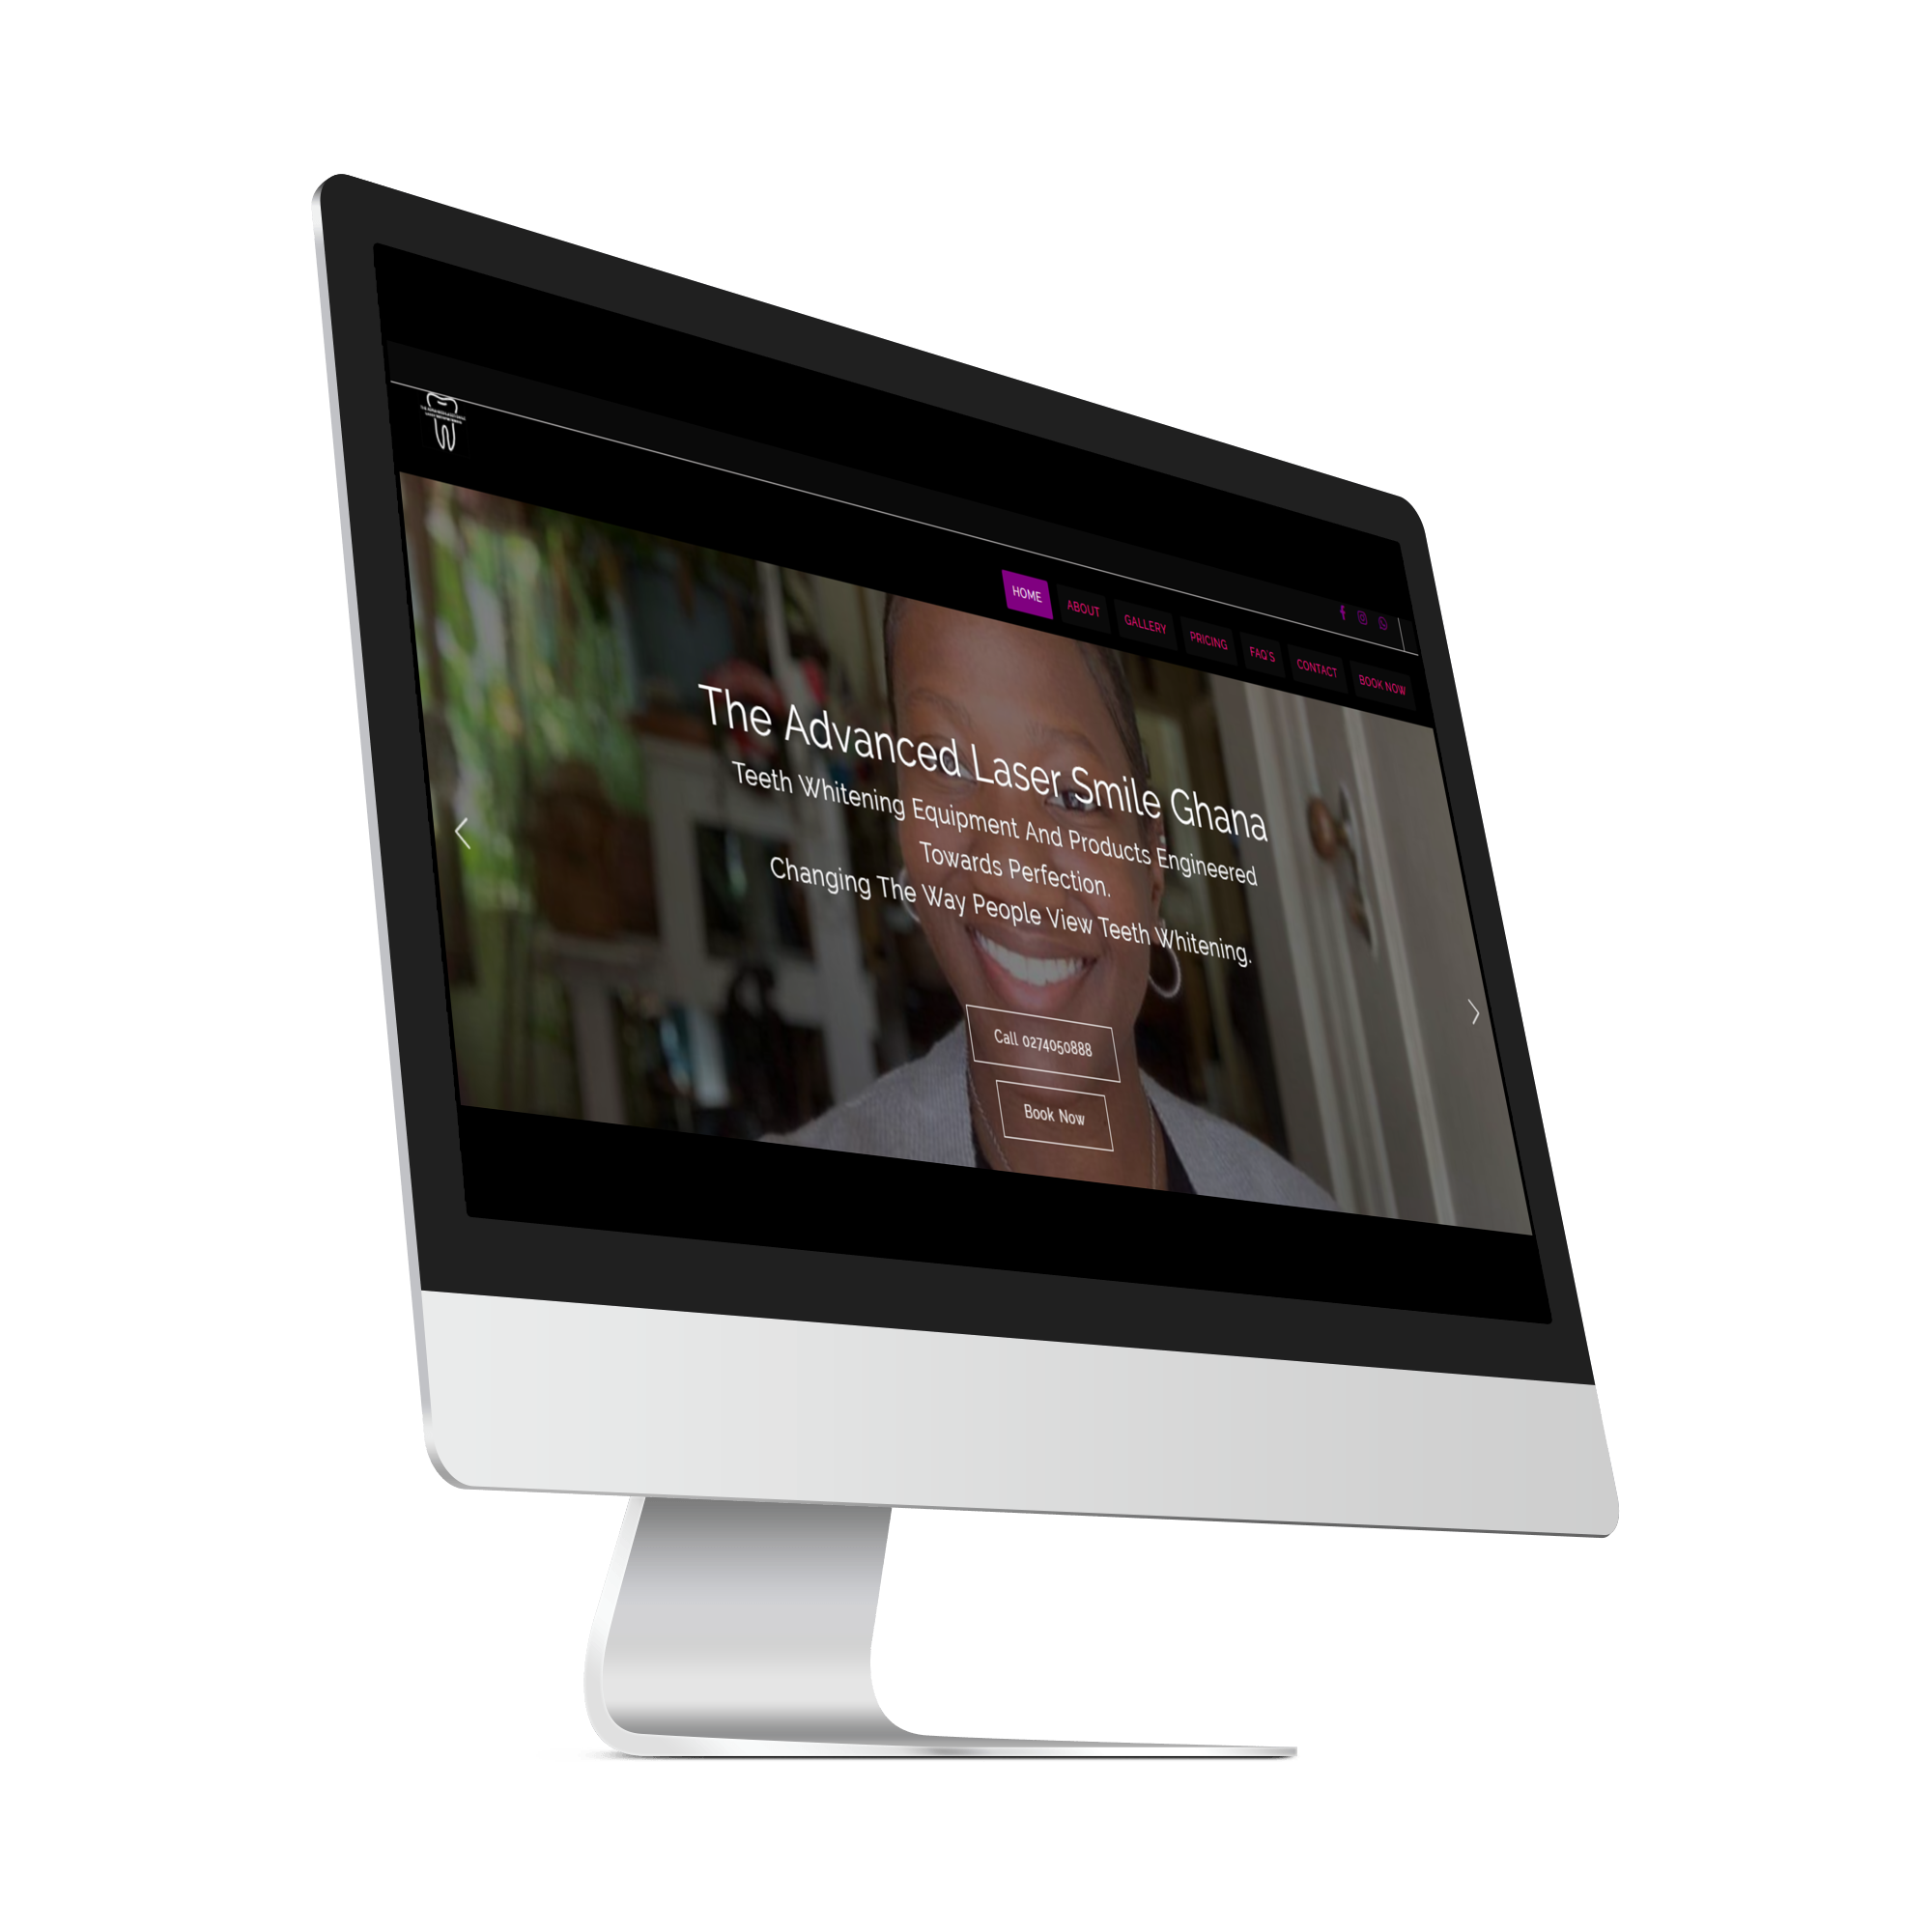 HOME
ABOUT
GALLERY
PRICING
FAQ'S
CONTACT
BOOK NOW
The Advanced Laser Smile Ghana
Teeth Whitening Equipment And Products Engineered
Towards Perfection.
Changing The Way People View Teeth Whitening.
Call 0274050888
Book Now